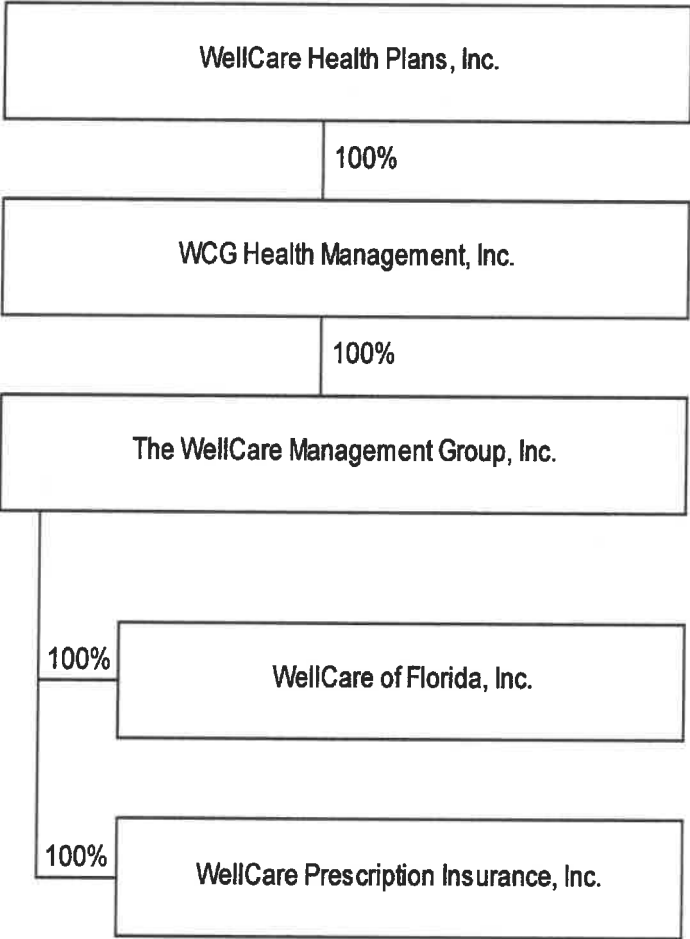 WellCare Health Plans, Inc.
100%
WCG Health Management, Inc.
100%
The WellCare Management Group, Inc.
100%
WellCare of Florida, Inc.
100%
WellCare Prescription Insurance, Inc.